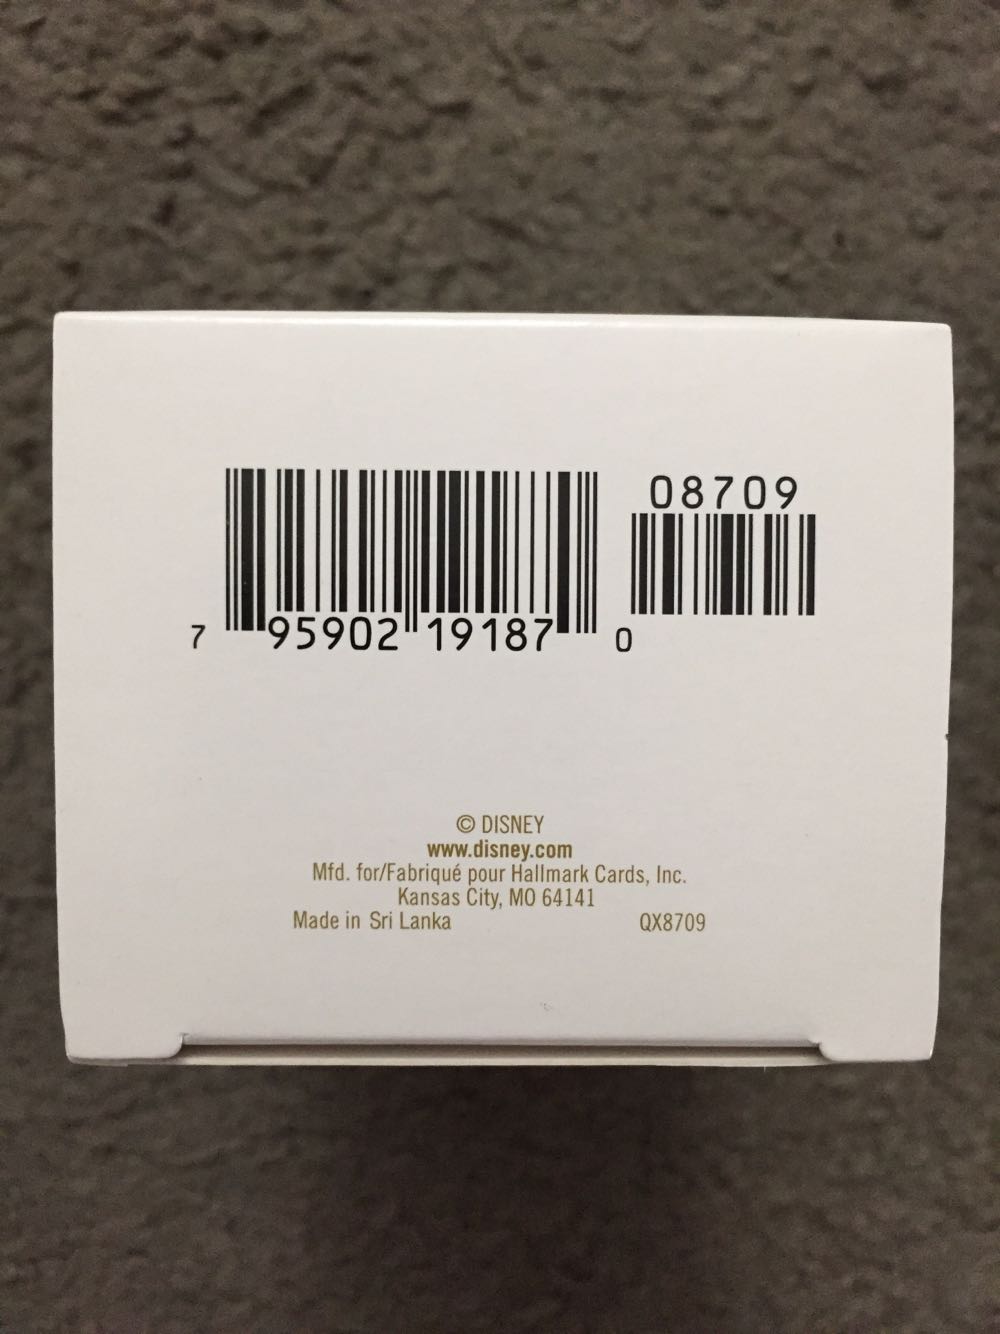 08709
7 95902 19187 0
© DISNEY
www.disney.com
Mfd. for/Fabriqué pour Hallmark Cards, Inc.
Kansas City, MO 64141
Made in Sri Lanka QX8709